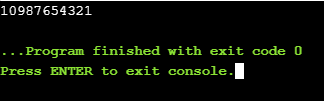 10987654321
...Program finished with exit code 0
Press ENTER to exit console.